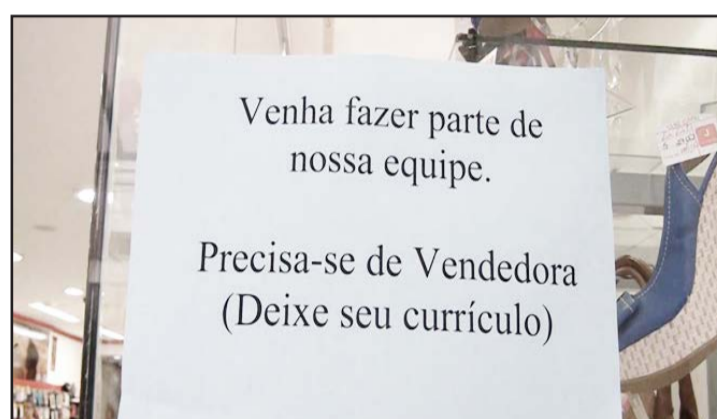 Venha fazer parte de
nossa equipe.
Precisa-se de Vendedora
(Deixe seu currículo)